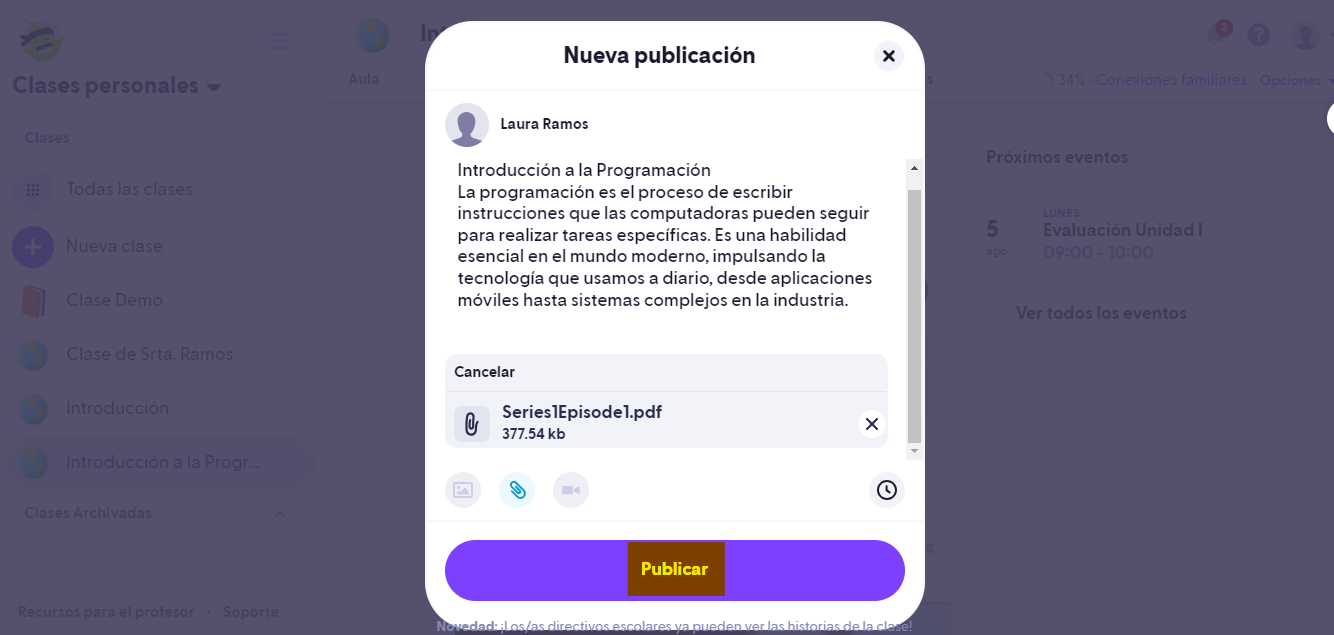 Nueva publicación
Laura Ramos
Introducción a la Programación
La programación es el proceso de escribir
instrucciones que las computadoras pueden seguir
para realizar tareas específicas. Es una habilidad
esencial en el mundo moderno, impulsando la
tecnología que usamos a diario, desde aplicaciones
móviles hasta sistemas complejos en la industria.
Cancelar
Series1Episode1.pdf
377.54 kb
Publicar
Novedad: ¡Los/as directivos escolares ya pueden ver las historias de la clase!
Clases personales
Clases
Todas las clases
Nueva clase
Clase Demo
Clase de Srta. Ramos
Introducción
Introducción a la Progr...
Clases Archivadas
Recursos para el profesor · Soporte
Aula
2
34% · Conexiones familiares
Opciones
Próximos eventos
5
ago
LUNES
Evaluación Unidad I
09:00 - 10:00
Ver todos los eventos